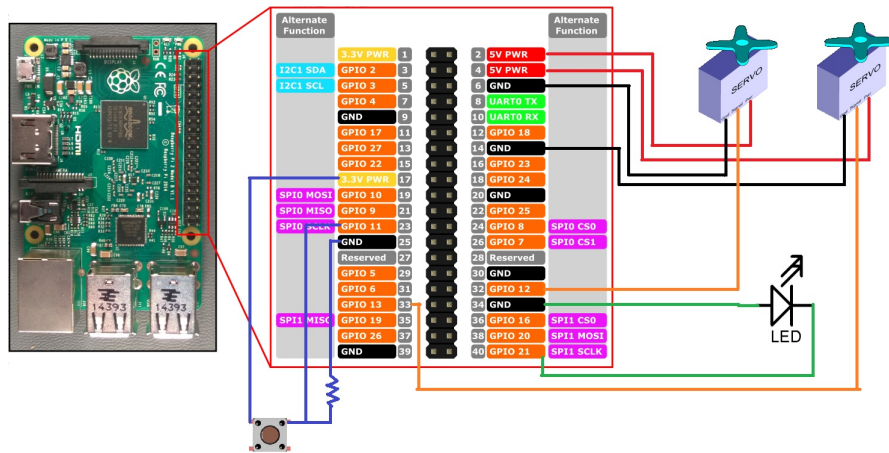 Alternate Function
Alternate Function
3.3V PWR 1 2 5V PWR
I2C1 SDA GPIO 2 3 4 5V PWR
I2C1 SCL GPIO 3 5 6 GND
GPIO 4 7 8 UART0 TX
GND 9 10 UART0 RX
GPIO 17 11 12 GPIO 18
GPIO 27 13 14 GND
GPIO 22 15 16 GPIO 23
3.3V PWR 17 18 GPIO 24
SPI0 MOSI GPIO 10 19 20 GND
SPI0 MISO GPIO 9 21 22 GPIO 25
SPI0 SCLK GPIO 11 23 24 GPIO 8 SPI0 CS0
GND 25 26 GPIO 7 SPI0 CS1
Reserved 27 28 Reserved
GPIO 5 29 30 GND
GPIO 6 31 32 GPIO 12
GPIO 13 33 34 GND
SPI1 MISO GPIO 19 35 36 GPIO 16 SPI1 CS0
GPIO 26 37 38 GPIO 20 SPI1 MOSI
GND 39 40 GPIO 21 SPI1 SCLK
SERVO
SERVO
LED
DISPLAY
HDMI
14393
14393